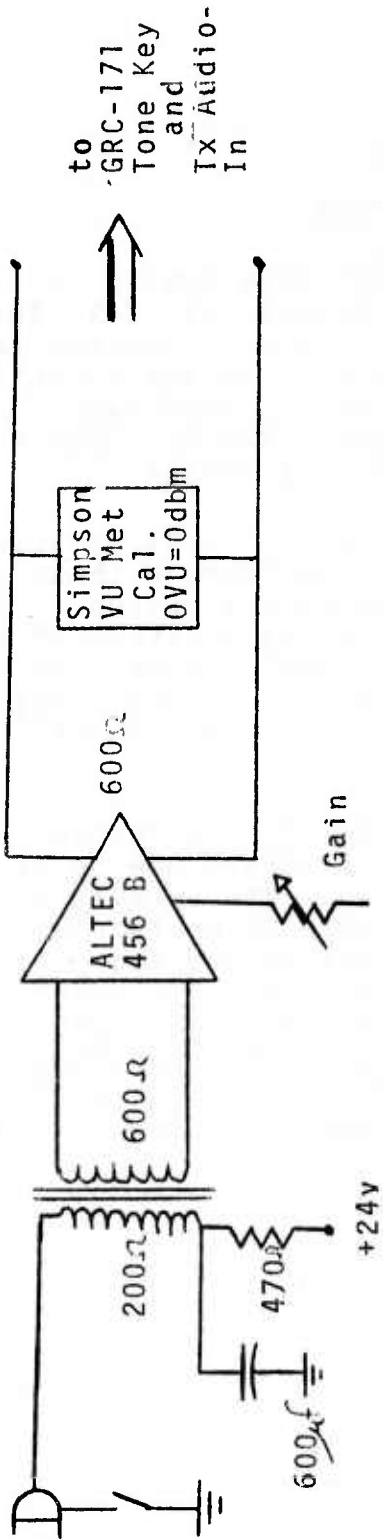 200Ω
600Ω
470Ω
+24v
600μf
ALTEC
456 B
600Ω
Gain
Simpson
VU Met
Cal.
OVU=0dbm
to
GRC-171
Tone Key
and
Tx Audio-
In